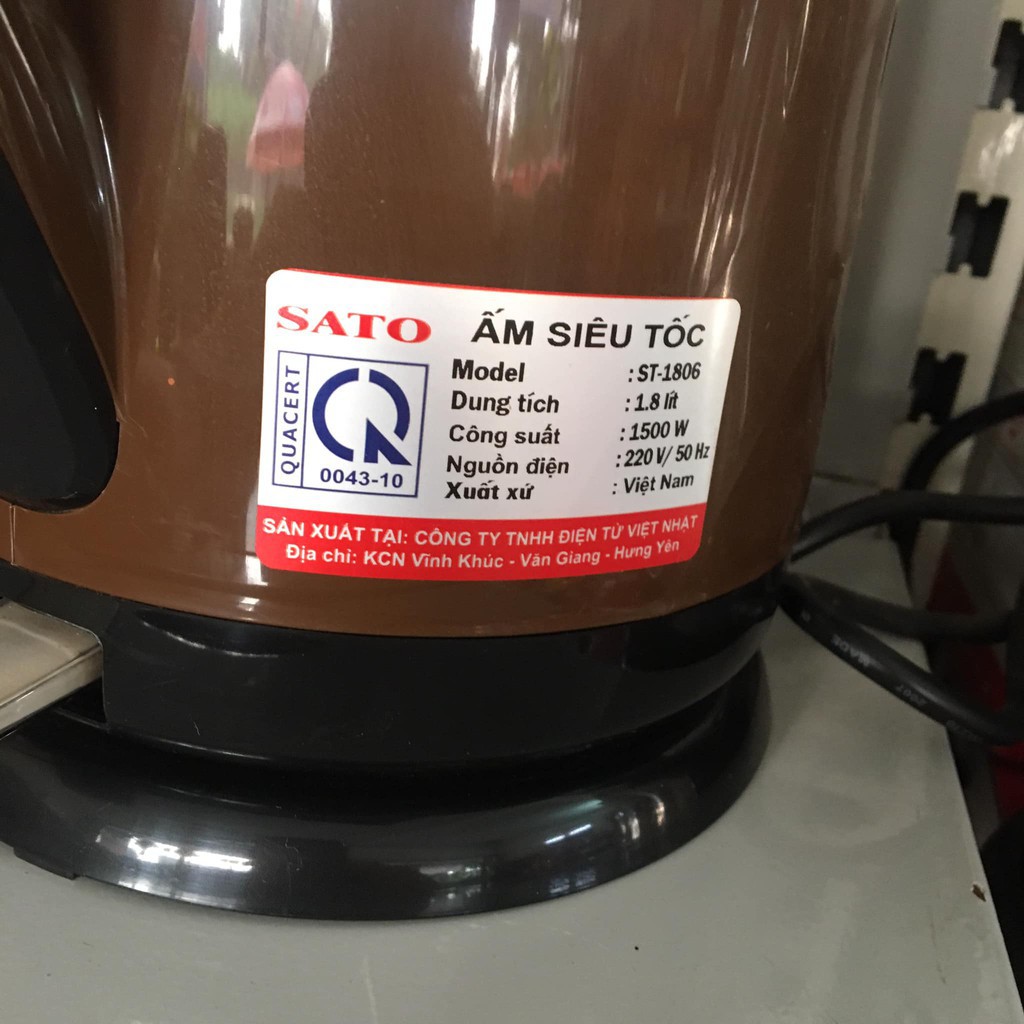 SATO
ẤM SIÊU TỐC
QUACERT
0043-10
Model : ST-1806
Dung tích : 1.8 lít
Công suất : 1500 W
Nguồn điện : 220 V/ 50 Hz
Xuất xứ : Việt Nam
SẢN XUẤT TẠI: CÔNG TY TNHH ĐIỆN TỬ VIỆT NHẬT
Địa chỉ: KCN Vĩnh Khúc - Văn Giang - Hưng Yên
MADE